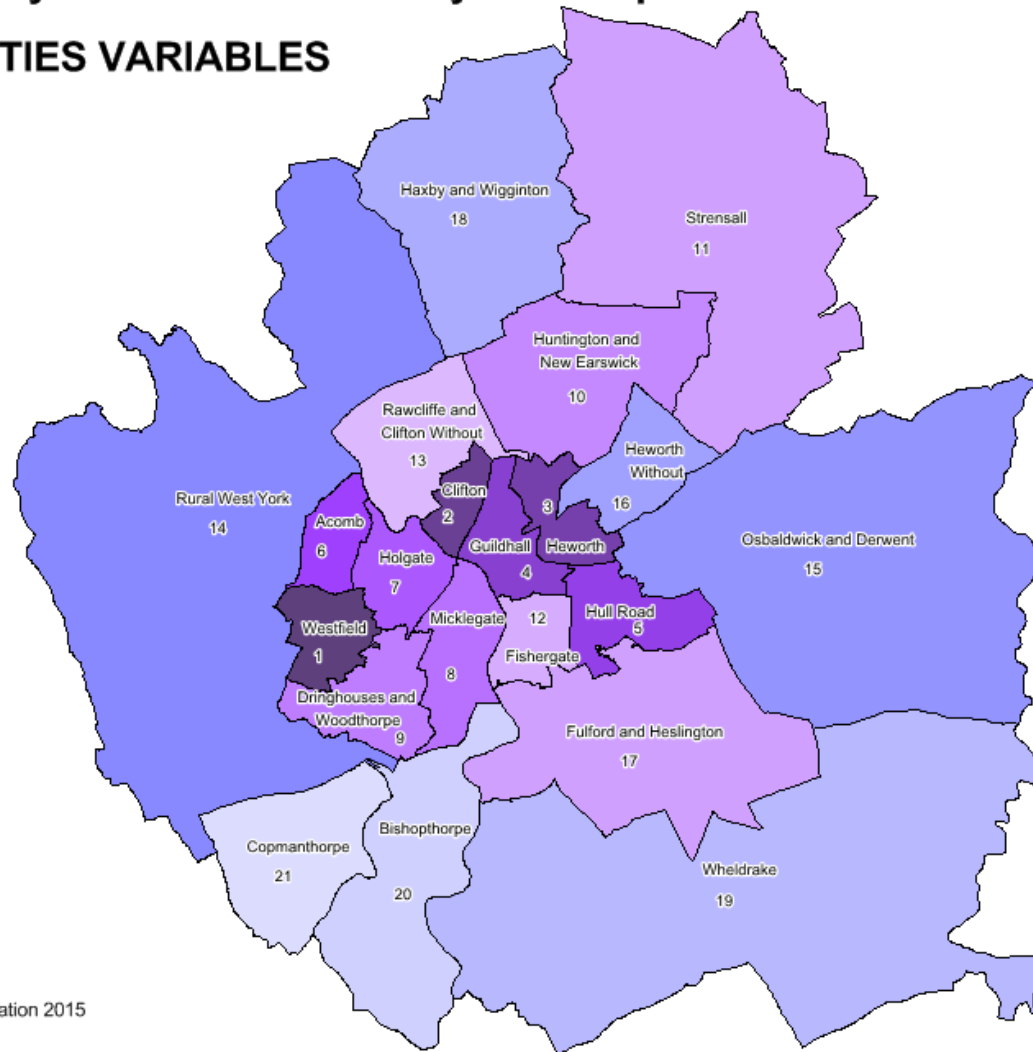 TIES VARIABLES
Haxby and Wigginton
18
Strensall
11
Huntington and
New Earswick
10
Rawcliffe and
Clifton Without
13
Heworth
Without
16
Rural West York
14
Clifton
2
3
Heworth
Acomb
6
Guildhall
4
Osbaldwick and Derwent
15
Holgate
7
Westfield
1
Micklegate
8
12
Fishergate
Hull Road
5
Dringhouses and
Woodthorpe
9
Fulford and Heslington
17
Copmanthorpe
21
Bishopthorpe
20
Wheldrake
19
ation 2015